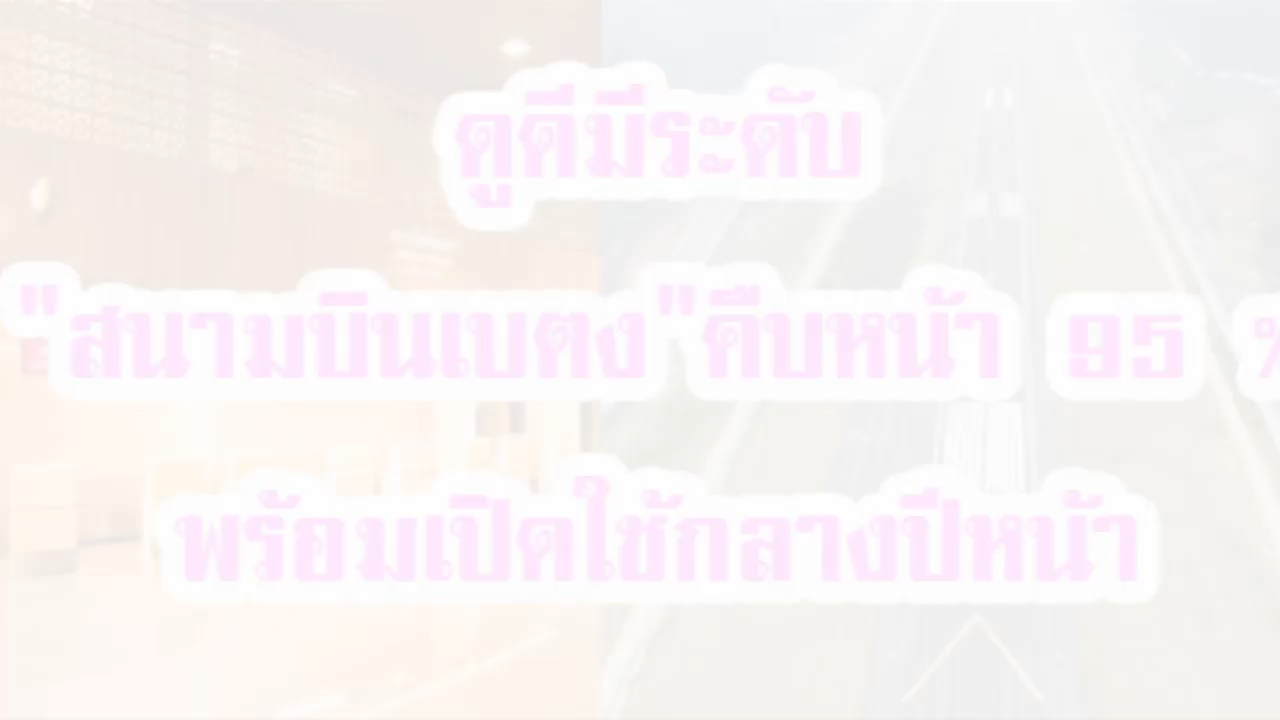 ดูดีมีระดับ
"สนามบินเบตง"คืบหน้า 95 %
พร้อมเปิดใช้กลางปีหน้า